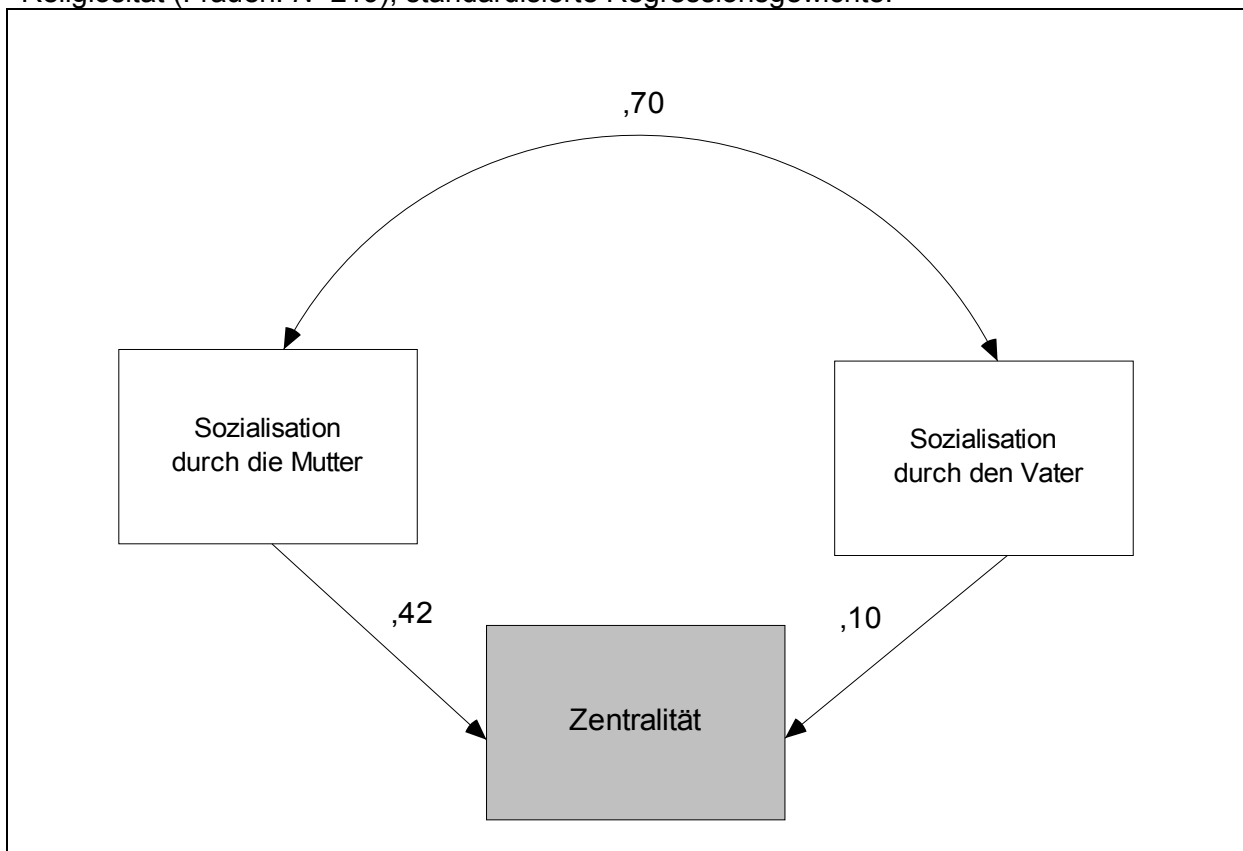 ,70
Sozialisation
durch die Mutter
Sozialisation
durch den Vater
,42
,10
Zentralität